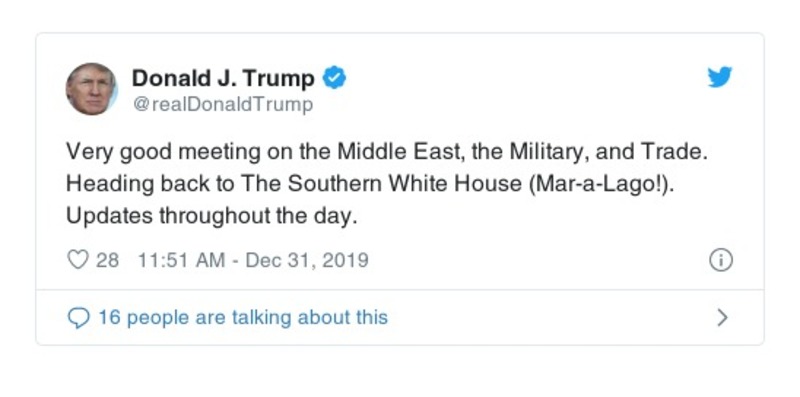 Donald J. Trump
@realDonaldTrump
Very good meeting on the Middle East, the Military, and Trade.
Heading back to The Southern White House (Mar-a-Lago!).
Updates throughout the day.
28 11:51 AM - Dec 31, 2019
16 people are talking about this